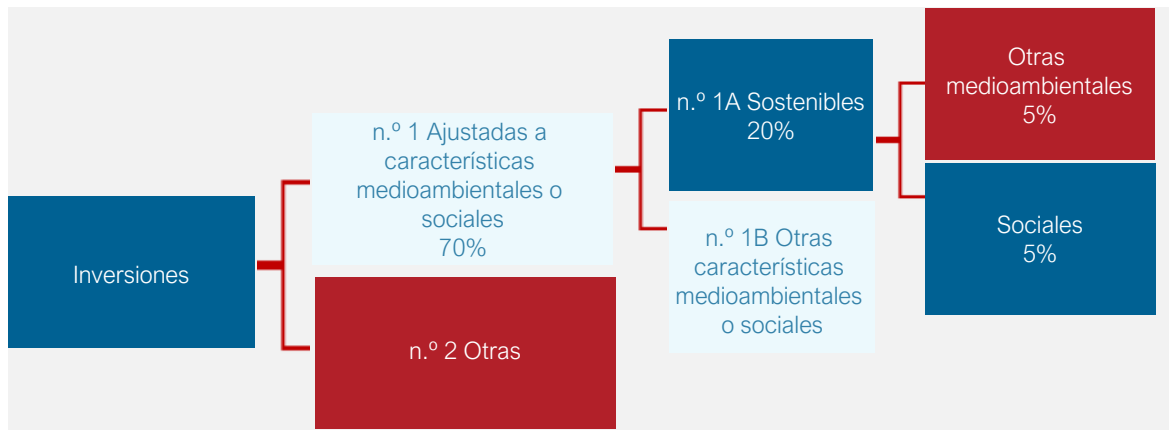 Inversiones
n.º 1 Ajustadas a
características
medioambientales o
sociales
70%
n.º 2 Otras
n.º 1A Sostenibles
20%
n.º 1B Otras
características
medioambientales
o sociales
Otras
medioambientales
5%
Sociales
5%